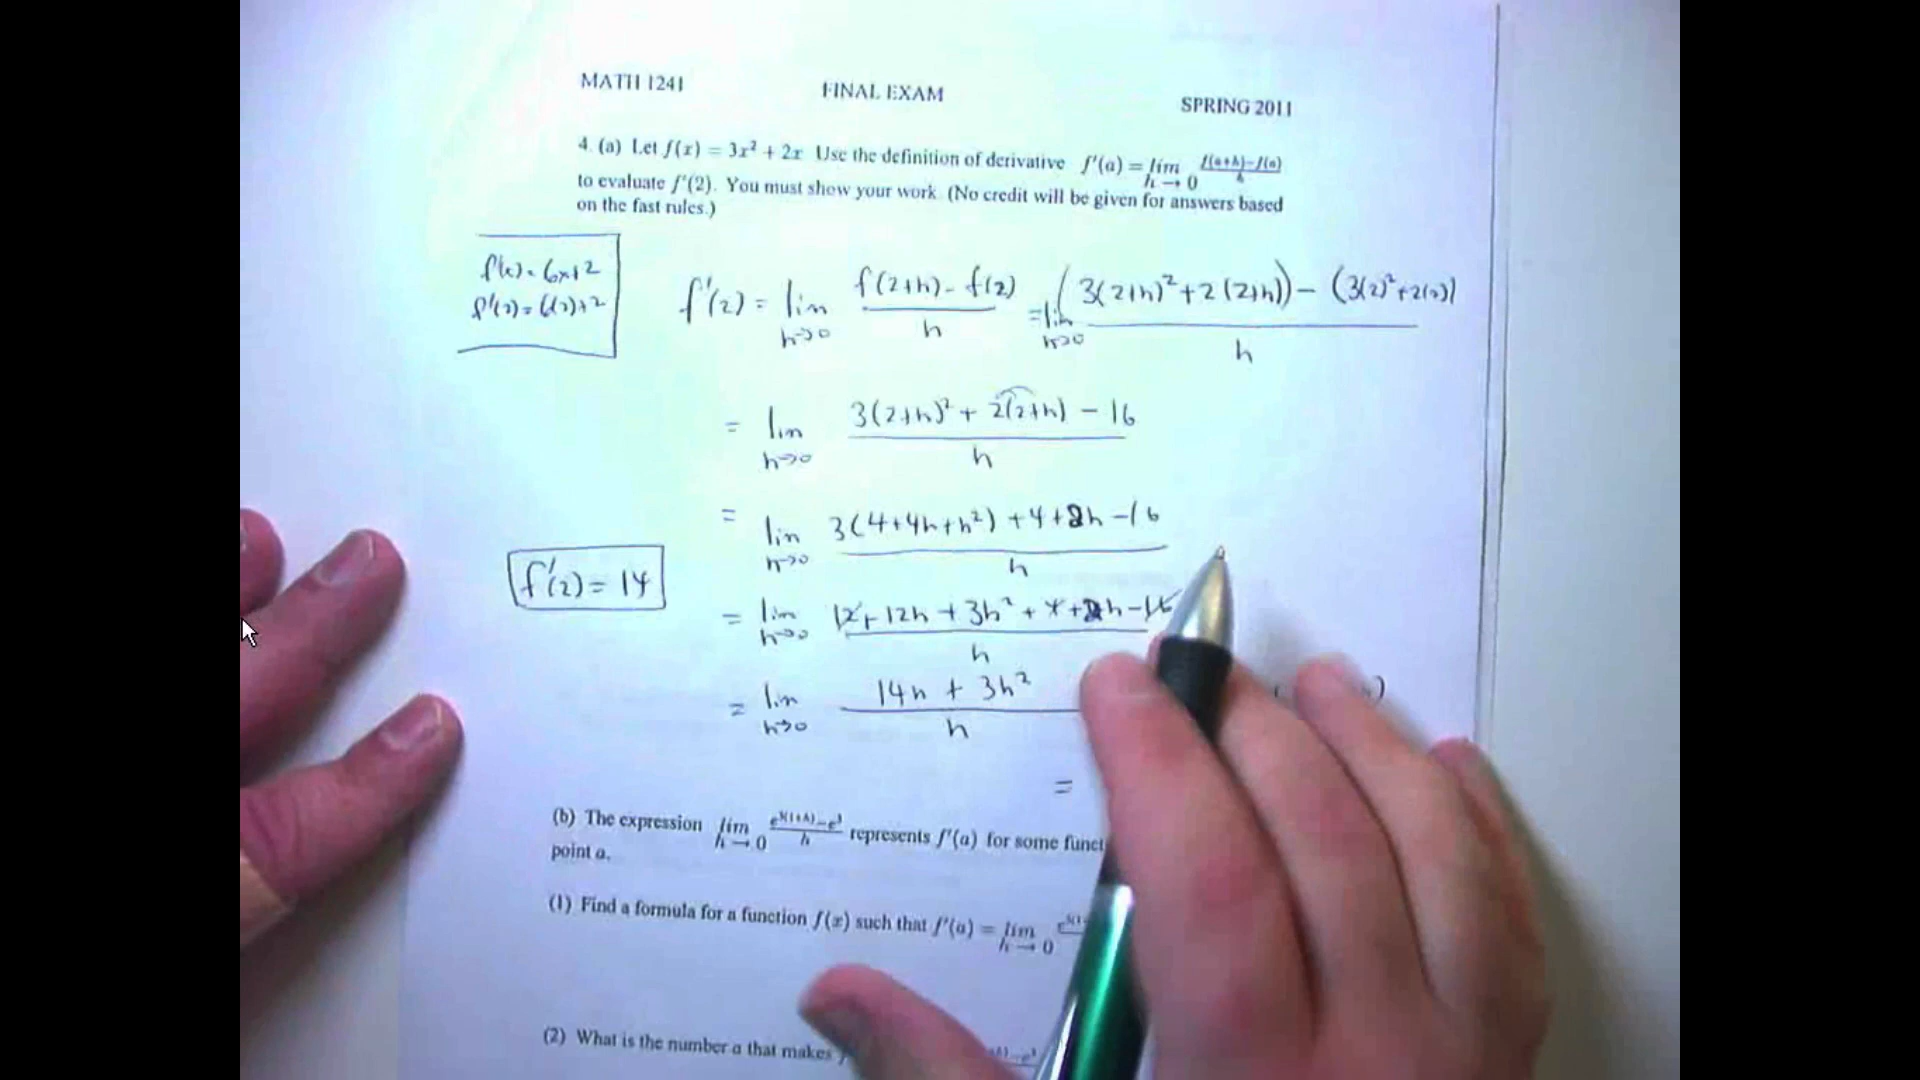 MATH 1241 FINAL EXAM SPRING 2011
4. (a) Let f(x) = 3x² + 2x Use the definition of derivative f'(a) = lim h→0 f(a+h)−f(a) / h
to evaluate f'(2). You must show your work (No credit will be given for answers based
on the fast rules.)
f'(x) = 6x+2
f'(2) = 6(2)+2
f'(2) = lim h→0 f(2+h) - f(2) / h = lim h→0 (3(2+h)² + 2(2+h)) − (3(2)² + 2(2)) / h
= lim h→0 3(2+h)² + 2(2+h) − 16 / h
= lim h→0 3(4+4h+h²) + 4 + 2h − 16 / h
f'(2) = 14
= lim h→0 12 + 12h + 3h² + 4 + 2h − 16 / h
= lim h→0 14h + 3h² / h
=
(b) The expression lim h→0 e³⁽¹⁺ʰ⁾−e³ / h represents f'(a) for some
point a.
(1) Find a formula for a function f(x) such that f'(a) = lim h→0
(2) What is the number a that makes